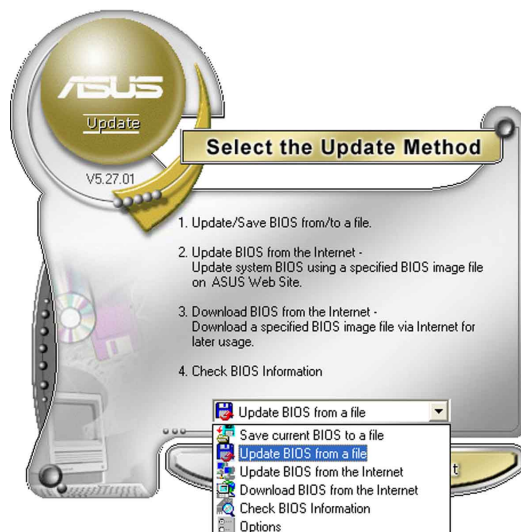 ASUS
Update
V5.27.01
Select the Update Method
1. Update/Save BIOS from/to a file.
2. Update BIOS from the Internet -
Update system BIOS using a specified BIOS image file
on ASUS Web Site.
3. Download BIOS from the Internet -
Download a specified BIOS image file via Internet for
later usage.
4. Check BIOS Information
Update BIOS from a file
Save current BIOS to a file
Update BIOS from a file
Update BIOS from the Internet
Download BIOS from the Internet
Check BIOS Information
Options